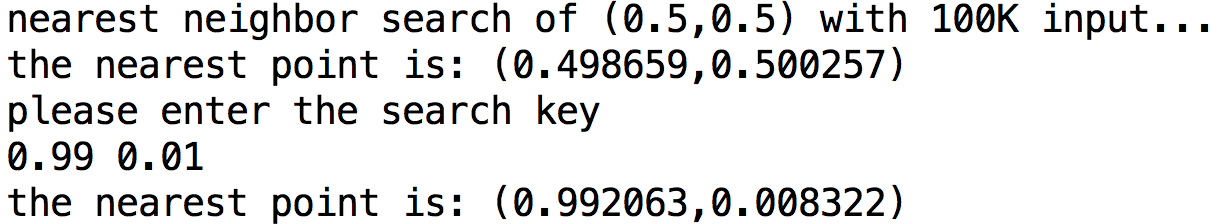 nearest neighbor search of (0.5,0.5) with 100K input...
the nearest point is: (0.498659,0.500257)
please enter the search key
0.99 0.01
the nearest point is: (0.992063,0.008322)